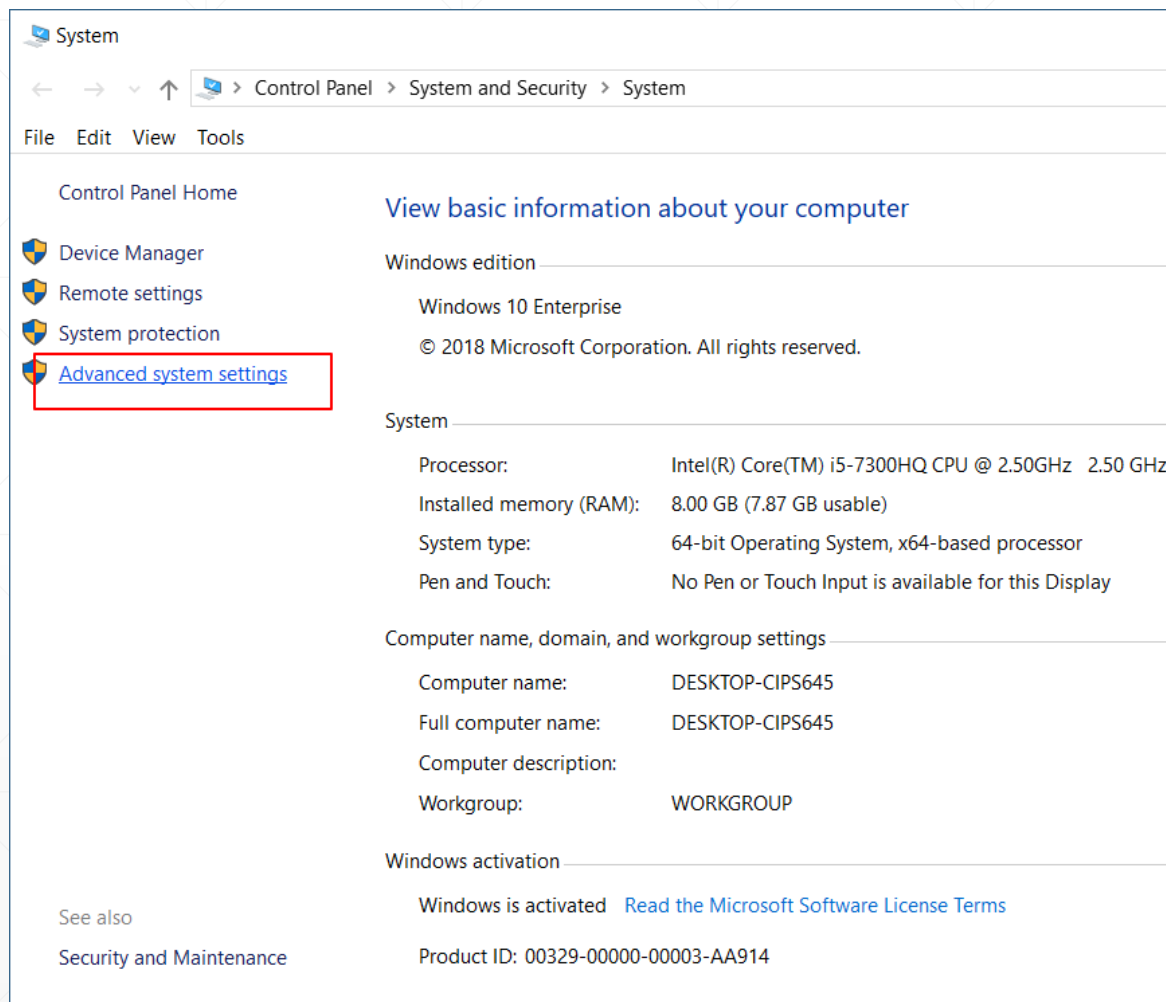 System
Control Panel > System and Security > System
File Edit View Tools
Control Panel Home
Device Manager
Remote settings
System protection
Advanced system settings
See also
Security and Maintenance
View basic information about your computer
Windows edition
Windows 10 Enterprise
© 2018 Microsoft Corporation. All rights reserved.
System
Processor: Intel(R) Core(TM) i5-7300HQ CPU @ 2.50GHz 2.50 GHz
Installed memory (RAM): 8.00 GB (7.87 GB usable)
System type: 64-bit Operating System, x64-based processor
Pen and Touch: No Pen or Touch Input is available for this Display
Computer name, domain, and workgroup settings
Computer name: DESKTOP-CIPS645
Full computer name: DESKTOP-CIPS645
Computer description:
Workgroup: WORKGROUP
Windows activation
Windows is activated Read the Microsoft Software License Terms
Product ID: 00329-00000-00003-AA914